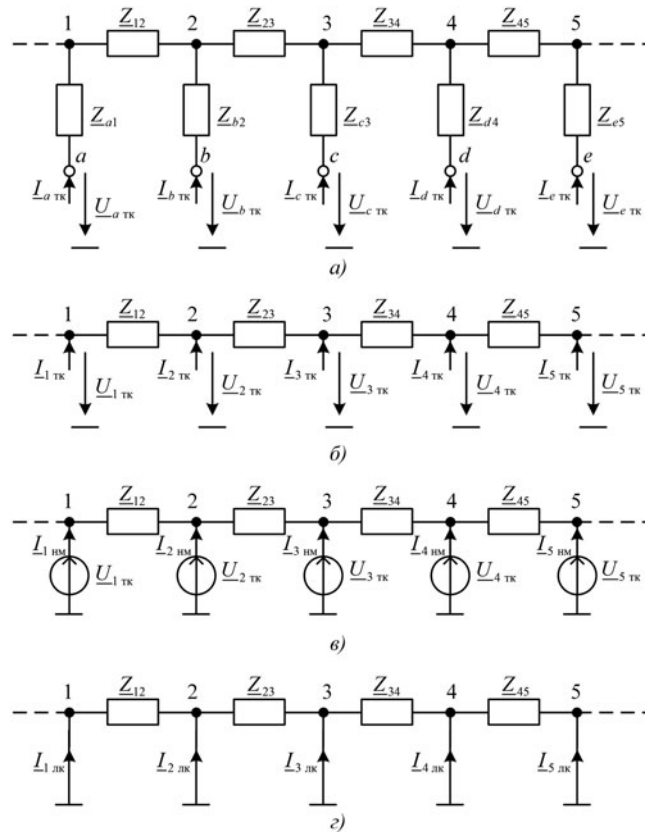 1 Z12 2 Z23 3 Z34 4 Z45 5
Za1 Zb2 Zc3 Zd4 Ze5
a b c d e
Ia тк Ua тк Ib тк Ub тк Ic тк Uc тк Id тк Ud тк Ie тк Ue тк
а)
1 Z12 2 Z23 3 Z34 4 Z45 5
I1 тк U1 тк I2 тк U2 тк I3 тк U3 тк I4 тк U4 тк I5 тк U5 тк
б)
1 Z12 2 Z23 3 Z34 4 Z45 5
I1 нм I2 нм I3 нм I4 нм I5 нм
U1 тк U2 тк U3 тк U4 тк U5 тк
в)
1 Z12 2 Z23 3 Z34 4 Z45 5
I1 лк I2 лк I3 лк I4 лк I5 лк
г)